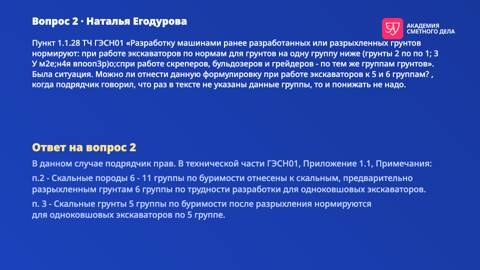 Вопрос 2 · Наталья Егодурова
АКАДЕМИЯ
СМЕТНОГО ДЕЛА
Пункт 1.1.28 ТЧ ГЭСН01 «Разработку машинами ранее разработанных или разрыхленных грунтов
нормируют: при работе экскаваторов по нормам для грунтов на одну группу ниже (грунты 2 по по 1; 3
У м2е;н4я впооп3р)о;сспри работе скреперов, бульдозеров и грейдеров - по тем же группам грунтов».
Была ситуация. Можно ли отнести данную формулировку при работе экскаваторов к 5 и 6 группам? ,
когда подрядчик говорил, что раз в тексте не указаны данные группы, то и понижать не надо.
Ответ на вопрос 2
В данном случае подрядчик прав. В технической части ГЭСН01, Приложение 1.1, Примечания:
п.2 - Скальные породы 6 - 11 группы по буримости отнесены к скальным, предварительно
разрыхленным грунтам 6 группы по трудности разработки для одноковшовых экскаваторов.
п. 3 - Скальные грунты 5 группы по буримости после разрыхления нормируются
для одноковшовых экскаваторов по 5 группе.